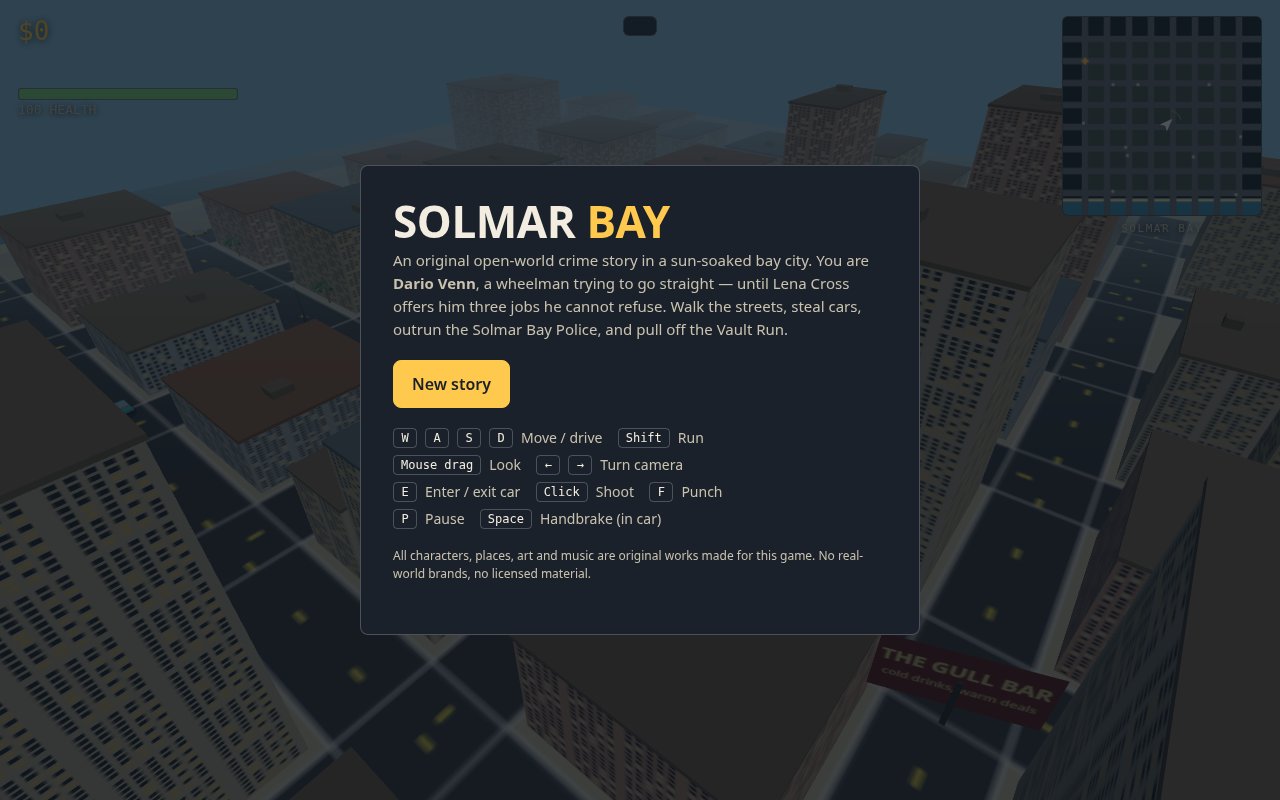 $0
100 HEALTH
SOLMAR BAY
SOLMAR BAY
An original open-world crime story in a sun-soaked bay city. You are
Dario Venn, a wheelman trying to go straight — until Lena Cross
offers him three jobs he cannot refuse. Walk the streets, steal cars,
outrun the Solmar Bay Police, and pull off the Vault Run.
New story
W A S D Move / drive Shift Run
Mouse drag Look ← → Turn camera
E Enter / exit car Click Shoot F Punch
P Pause Space Handbrake (in car)
All characters, places, art and music are original works made for this game. No real-
world brands, no licensed material.
THE GULL BAR
cold drinks, warm deals